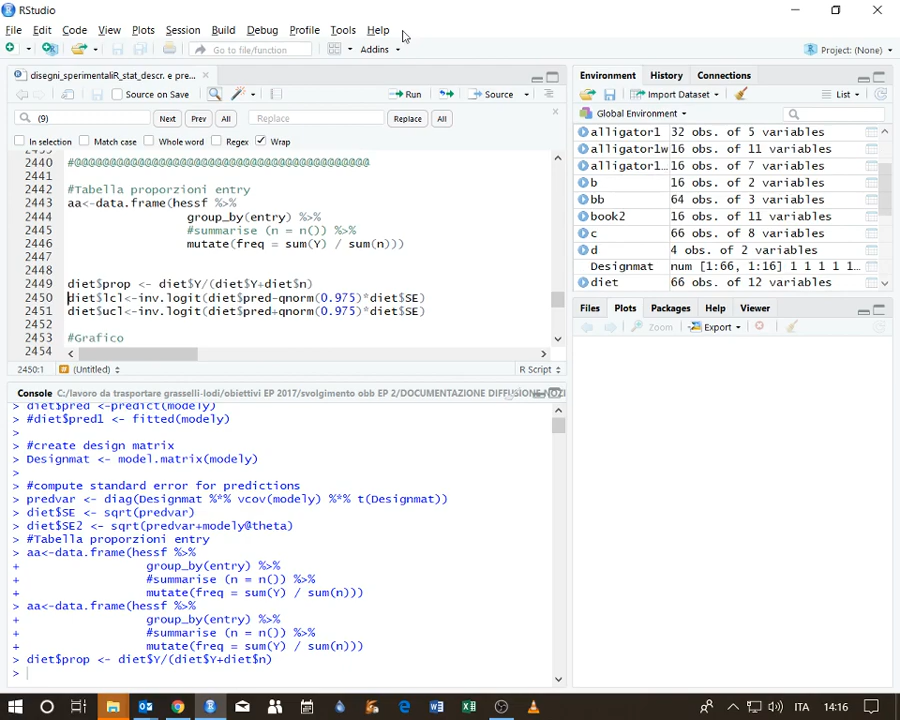 RStudio
File Edit Code View Plots Session Build Debug Profile Tools Help
Go to file/function Addins Project: (None)
disegni_sperimentaliR_stat_descr. e pre...
Source on Save Run Source
(9) Next Prev All Replace Replace All
In selection Match case Whole word Regex Wrap
2440 #@@@@@@@@@@@@@@@@@@@@@@@@@@@@@@@@@@@@@@@@@@
2441
2442 #Tabella proporzioni entry
2443 aa<-data.frame(hessf %>%
2444 group_by(entry) %>%
2445 #summarise (n = n()) %>%
2446 mutate(freq = sum(Y) / sum(n)))
2447
2448
2449 diet$prop <- diet$Y/(diet$Y+diet$n)
2450 diet$lcl<-inv.logit(diet$pred-qnorm(0.975)*diet$SE)
2451 diet$ucl<-inv.logit(diet$pred+qnorm(0.975)*diet$SE)
2452
2453 #Grafico
2454
2450:1 (Untitled) R Script
Console C:/lavoro da trasportare grasselli-lodi/obiettivi EP 2017/svolgimento obb EP 2/DOCUMENTAZIONE DIFFUSIONE
> diet$pred <-predict(modely)
> #diet$pred1 <- fitted(modely)
>
> #create design matrix
> Designmat <- model.matrix(modely)
>
> #compute standard error for predictions
> predvar <- diag(Designmat %*% vcov(modely) %*% t(Designmat))
> diet$SE <- sqrt(predvar)
> diet$SE2 <- sqrt(predvar+modely@theta)
> #Tabella proporzioni entry
> aa<-data.frame(hessf %>%
+ group_by(entry) %>%
+ #summarise (n = n()) %>%
+ mutate(freq = sum(Y) / sum(n)))
> aa<-data.frame(hessf %>%
+ group_by(entry) %>%
+ #summarise (n = n()) %>%
+ mutate(freq = sum(Y) / sum(n)))
> diet$prop <- diet$Y/(diet$Y+diet$n)
>
Environment History Connections
Import Dataset List
Global Environment
alligator1 32 obs. of 5 variables
alligator1w 16 obs. of 11 variables
alligator1... 16 obs. of 7 variables
b 16 obs. of 2 variables
bb 64 obs. of 3 variables
book2 16 obs. of 11 variables
c 66 obs. of 8 variables
d 4 obs. of 2 variables
Designmat num [1:66, 1:16] 1 1 1 1 1...
diet 66 obs. of 12 variables
Files Plots Packages Help Viewer
Zoom Export
ITA 14:16